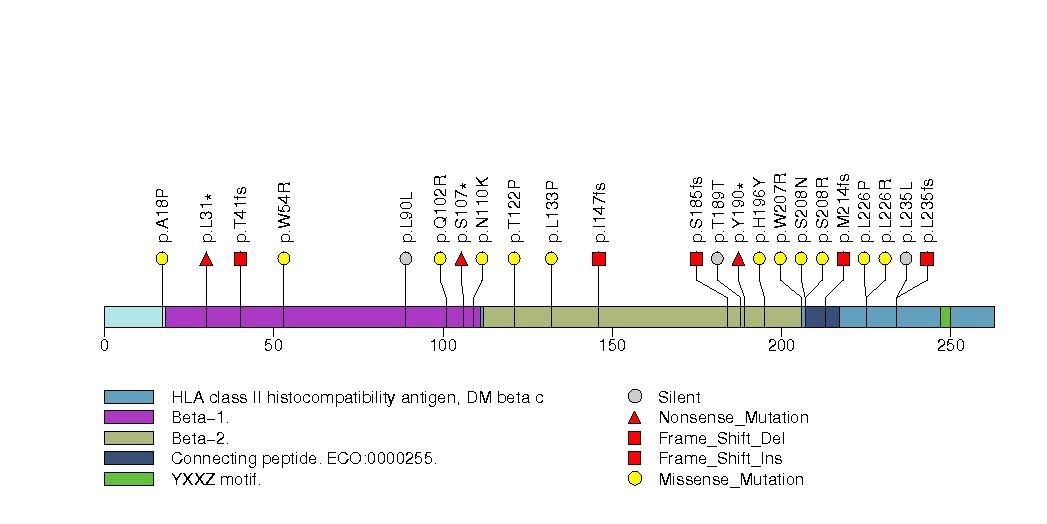 p.A18P
p.L31*
p.T41fs
p.W54R
p.L90L
p.Q102R
p.S107*
p.N110K
p.T122P
p.L133P
p.I147fs
p.S185fs
p.T189T
p.Y190*
p.H196Y
p.W207R
p.S208N
p.S208R
p.M214fs
p.L226P
p.L226R
p.L235L
p.L235fs
0 50 100 150 200 250
HLA class II histocompatibility antigen, DM beta c
Beta-1.
Beta-2.
Connecting peptide. ECO:0000255.
YXXZ motif.
Silent
Nonsense_Mutation
Frame_Shift_Del
Frame_Shift_Ins
Missense_Mutation